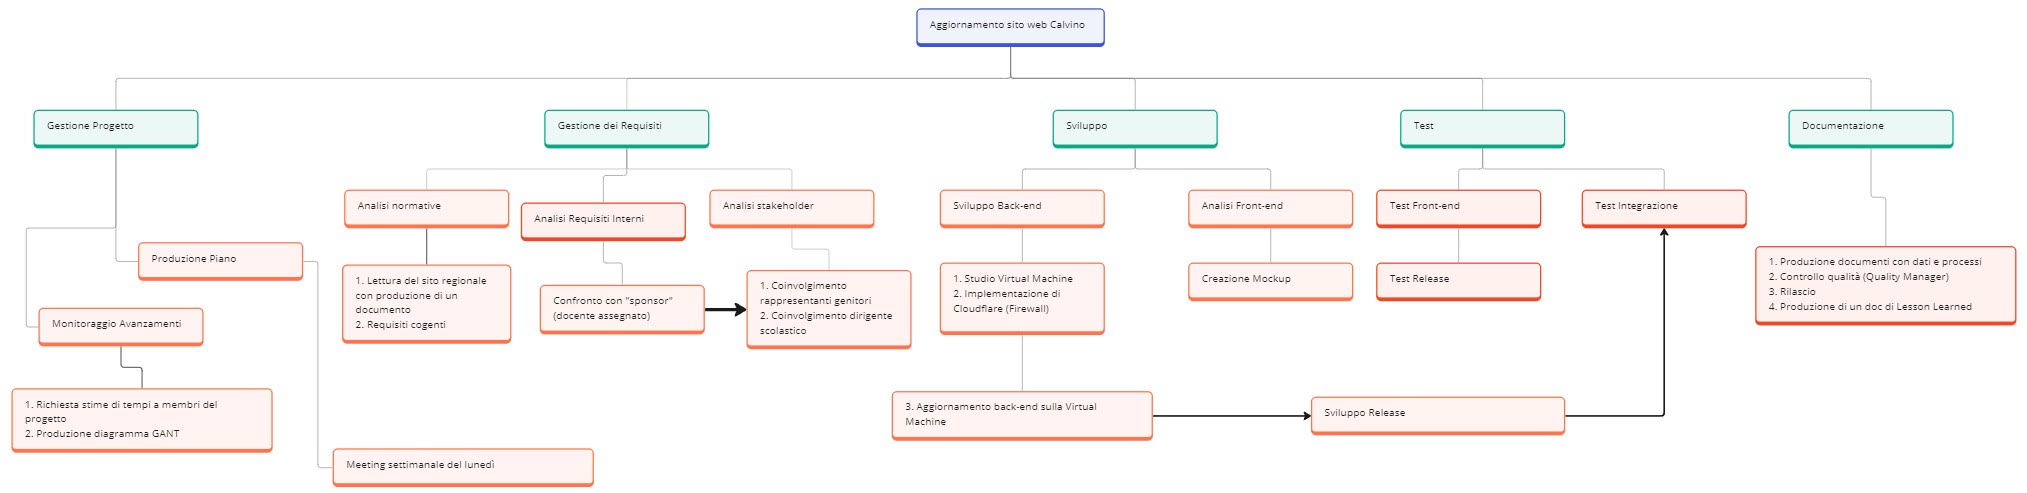 Aggiornamento sito web Calvino
Gestione Progetto
Gestione dei Requisiti
Sviluppo
Test
Documentazione
Analisi normative
Analisi Requisiti Interni
Analisi stakeholder
Sviluppo Back-end
Analisi Front-end
Test Front-end
Test Integrazione
Produzione Piano
Monitoraggio Avanzamenti
1. Lettura del sito regionale
con produzione di un
documento
2. Requisiti cogenti
Confronto con "sponsor"
(docente assegnato)
1. Coinvolgimento
rappresentanti genitori
2. Coinvolgimento dirigente
scolastico
1. Studio Virtual Machine
2. Implementazione di
Cloudflare (Firewall)
Creazione Mockup
Test Release
1. Produzione documenti con dati e processi
2. Controllo qualità (Quality Manager)
3. Rilascio
4. Produzione di un doc di Lesson Learned
1. Richiesta stime di tempi a membri del
progetto
2. Produzione diagramma GANT
3. Aggiornamento back-end sulla Virtual
Machine
Sviluppo Release
Meeting settimanale del lunedì